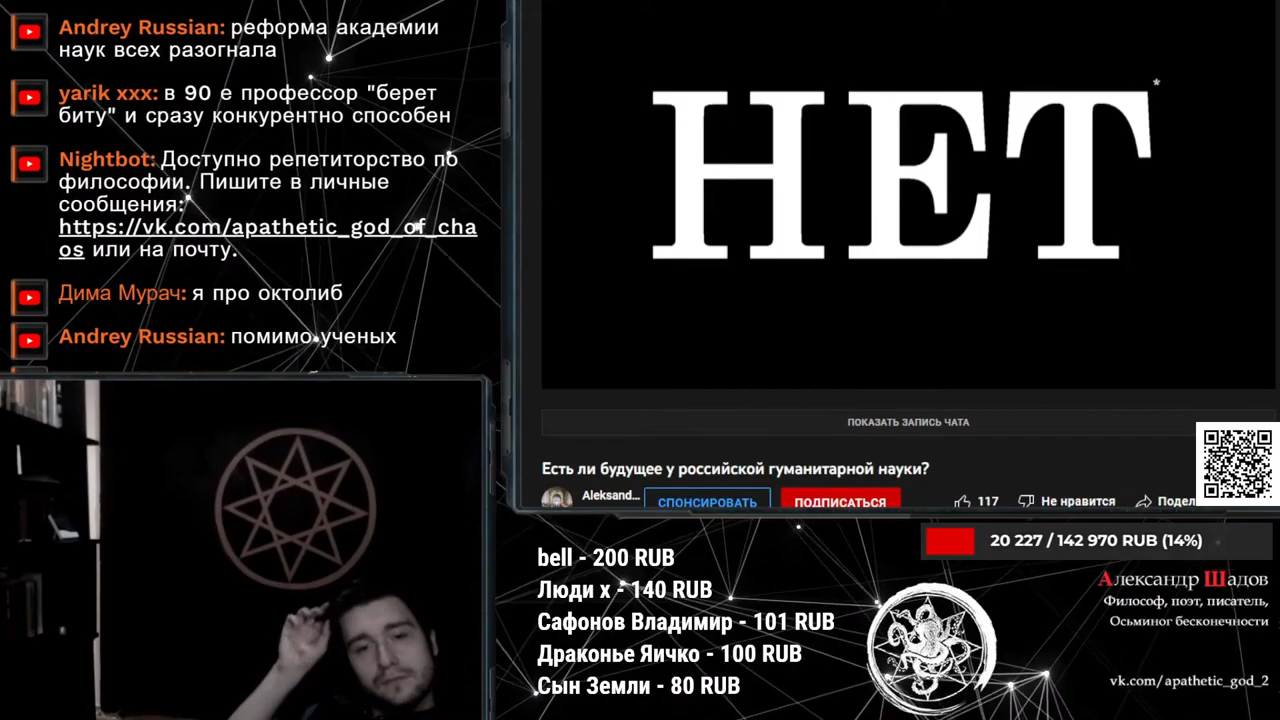 Andrey Russian: реформа академии
наук всех разогнала
yarik xxx: в 90 е профессор "берет
биту" и сразу конкурентно способен
Nightbot: Доступно репетиторство по
философии. Пишите в личные
сообщения:
https://vk.com/apathetic_god_of_cha
os или на почту.
Дима Мурач: я про октолиб
Andrey Russian: помимо ученых
НЕТ*
ПОКАЗАТЬ ЗАПИСЬ ЧАТА
Есть ли будущее у российской гуманитарной науки?
Aleksand...
СПОНСИРОВАТЬ
ПОДПИСАТЬСЯ
117
Не нравится
Подел
20 227 / 142 970 RUB (14%)
bell - 200 RUB
Люди х - 140 RUB
Сафонов Владимир - 101 RUB
Драконье Яичко - 100 RUB
Сын Земли - 80 RUB
Александр Шадов
Философ, поэт, писатель,
Осьминог бесконечности
vk.com/apathetic_god_2